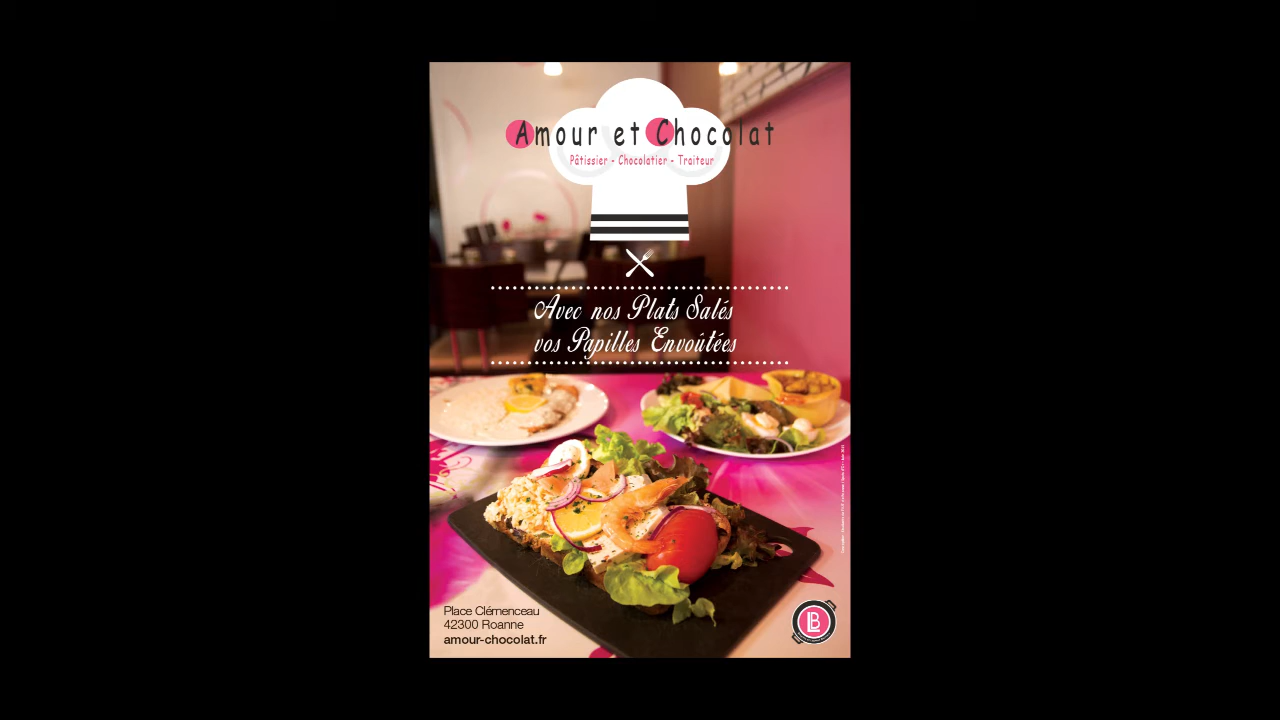 Amour et Chocolat
Pâtissier - Chocolatier - Traiteur
Avec nos Plats Salés
vos Papilles Envoûtées
Place Clémenceau
42300 Roanne
amour-chocolat.fr
LB